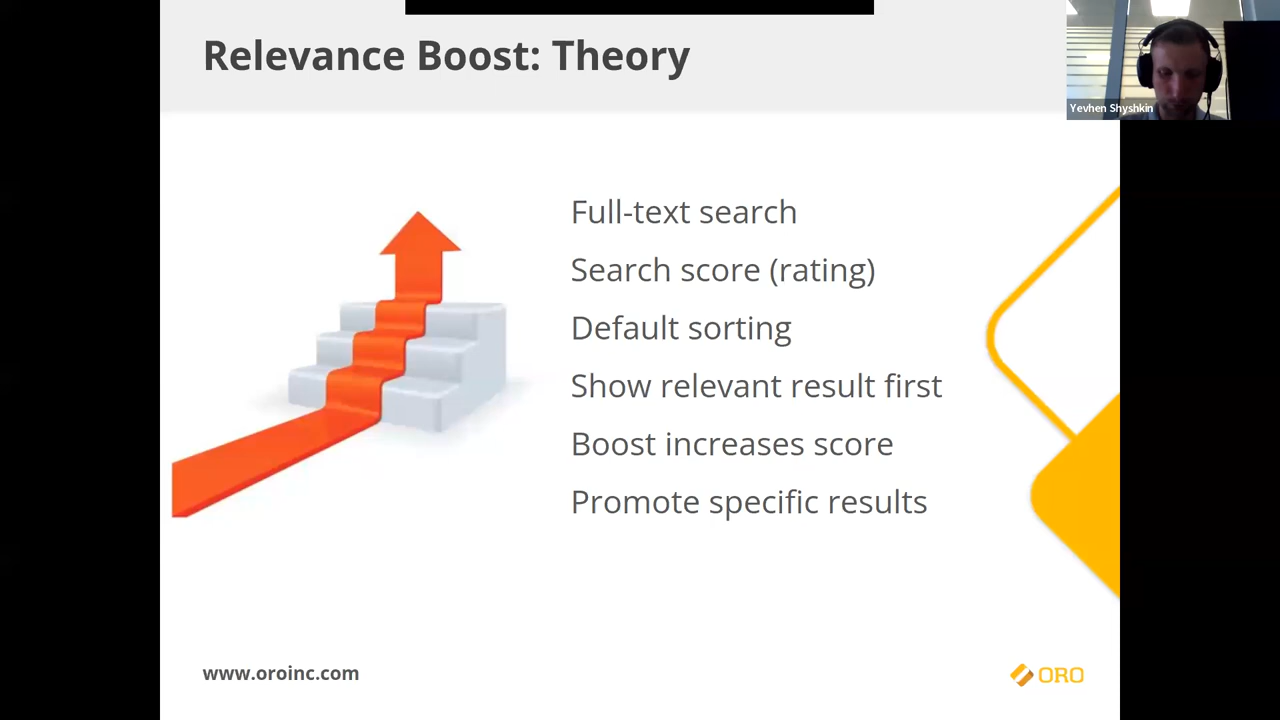 Relevance Boost: Theory
Yevhen Shyshkin
Full-text search
Search score (rating)
Default sorting
Show relevant result first
Boost increases score
Promote specific results
www.oroinc.com
ORO